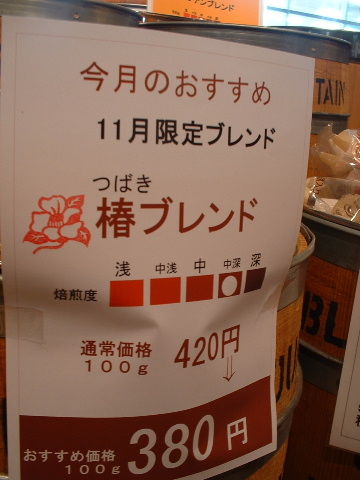 今月のおすすめ
11月限定ブレンド
つばき
椿ブレンド
浅 中浅 中 中深 深
焙煎度
通常価格
100g
420円
おすすめ価格
100g
380円
TAIN
BL